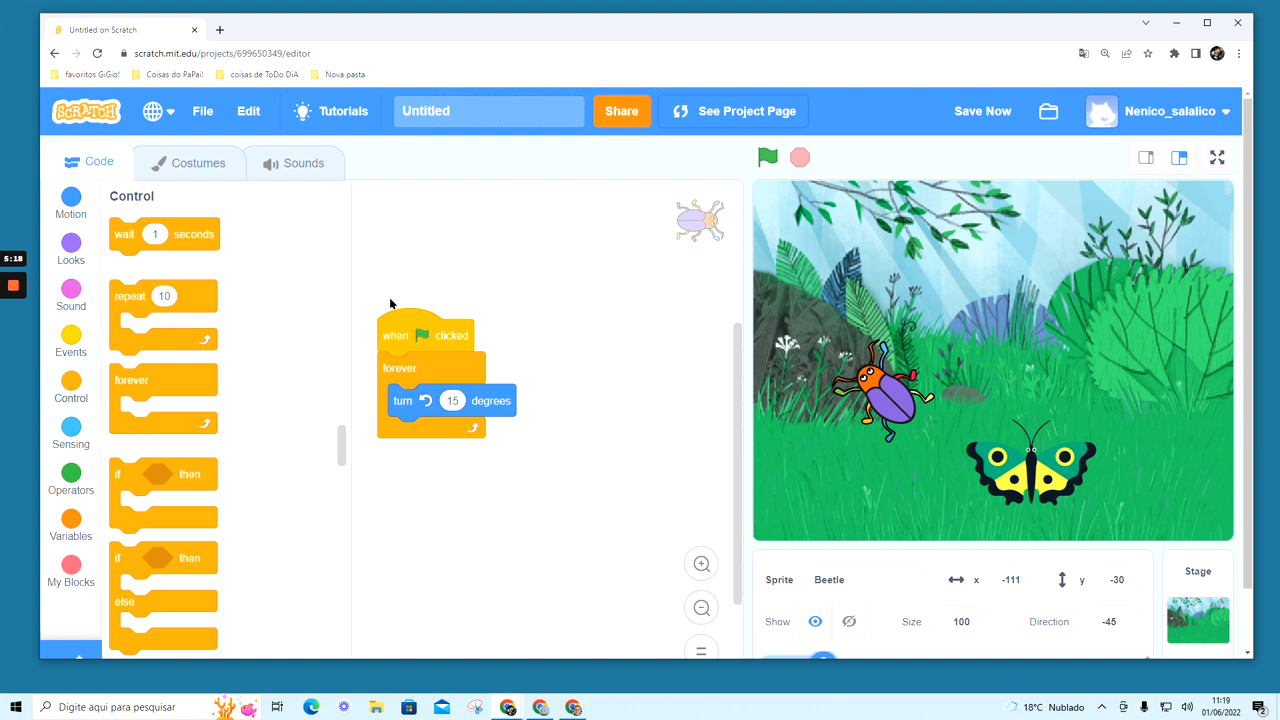 Untitled on Scratch
scratch.mit.edu/projects/699650349/editor
favoritos GiGio!
Coisas do PaPai!
coisas de ToDo DiA
Nova pasta
SCRATCH
File
Edit
Tutorials
Untitled
Share
See Project Page
Save Now
Nenico_salalico
Code
Costumes
Sounds
Motion
Looks
Sound
Events
Control
Sensing
Operators
Variables
My Blocks
Control
wait 1 seconds
repeat 10
forever
if then
if then
else
when clicked
forever
turn 15 degrees
5:18
Sprite Beetle x -111 y -30
Show Size 100 Direction -45
Stage
Digite aqui para pesquisar
18°C Nublado
11:19
01/06/2022
2